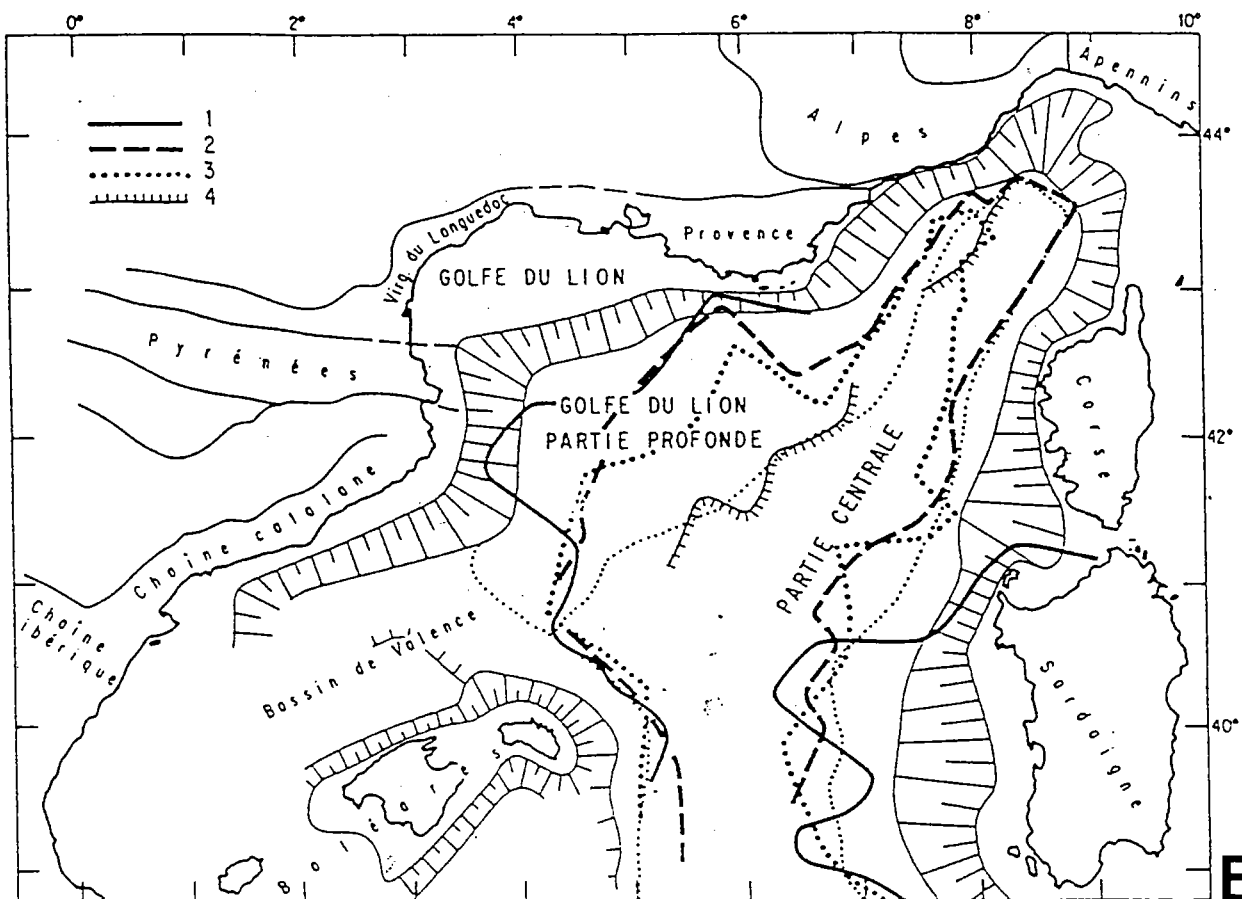 0° 2° 4° 6° 8° 10°
1
2
3
4
Apennins
Alpes
44°
Virg. du Languedoc
Provence
GOLFE DU LION
Pyrénées
Corse
GOLFE DU LION
PARTIE PROFONDE
42°
PARTIE CENTRALE
Chaîne catalane
Chaîne
ibérique
Bassin de Valence
Sardaigne
40°
Baléares
E